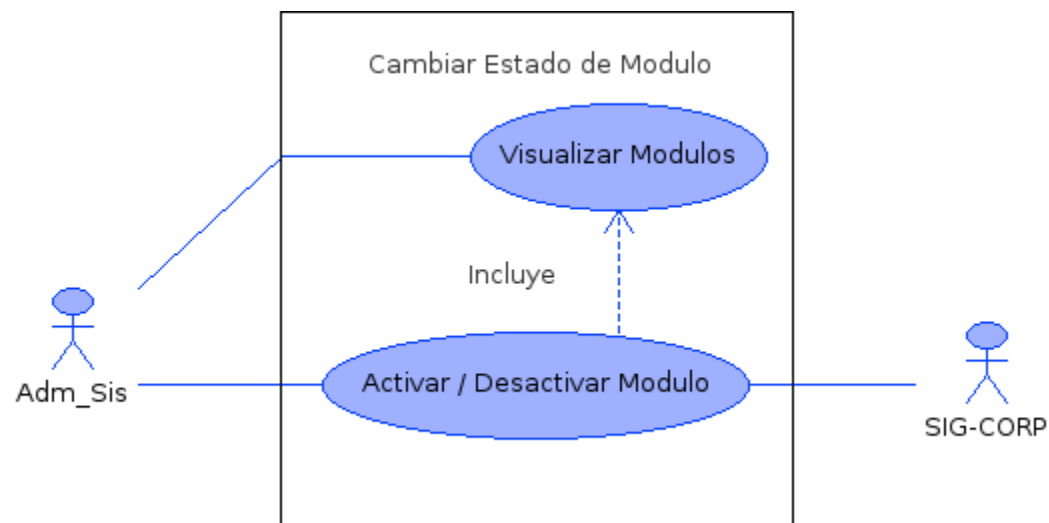 Cambiar Estado de Modulo
Visualizar Modulos
Incluye
Adm_Sis
Activar / Desactivar Modulo
SIG-CORP